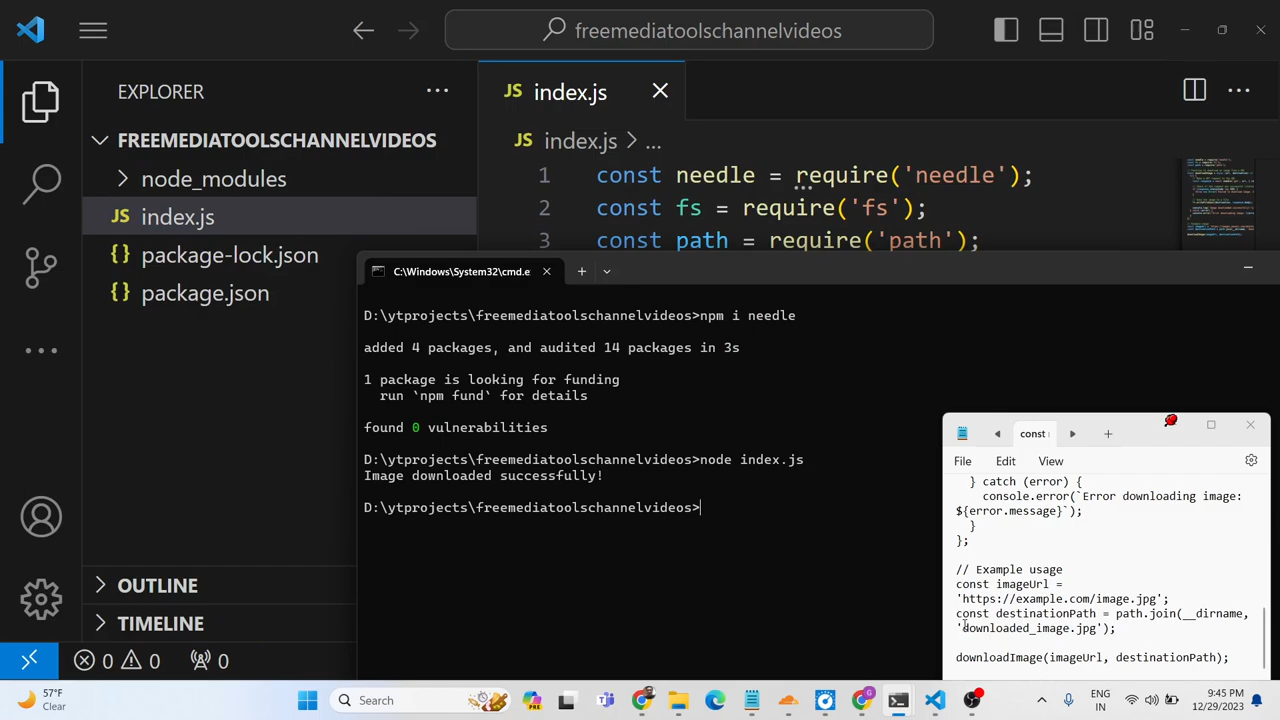 freemediatoolschannelvideos
EXPLORER
FREEMEDIATOOLSCHANNELVIDEOS
node_modules
JS index.js
{} package-lock.json
{} package.json
OUTLINE
TIMELINE
0 0 0
JS index.js
JS index.js > ...
1 const needle = require('needle');
2 const fs = require('fs');
3 const path = require('path');
C:\Windows\System32\cmd.e
D:\ytprojects\freemediatoolschannelvideos>npm i needle
added 4 packages, and audited 14 packages in 3s
1 package is looking for funding
run `npm fund` for details
found 0 vulnerabilities
D:\ytprojects\freemediatoolschannelvideos>node index.js
Image downloaded successfully!
D:\ytprojects\freemediatoolschannelvideos>
const
File Edit View
} catch (error) {
console.error(`Error downloading image:
${error.message}`);
}
};
// Example usage
const imageUrl =
'https://example.com/image.jpg';
const destinationPath = path.join(__dirname,
'downloaded_image.jpg');
downloadImage(imageUrl, destinationPath);
57°F
Clear
Search
PRE
ENG
IN
9:45 PM
12/29/2023